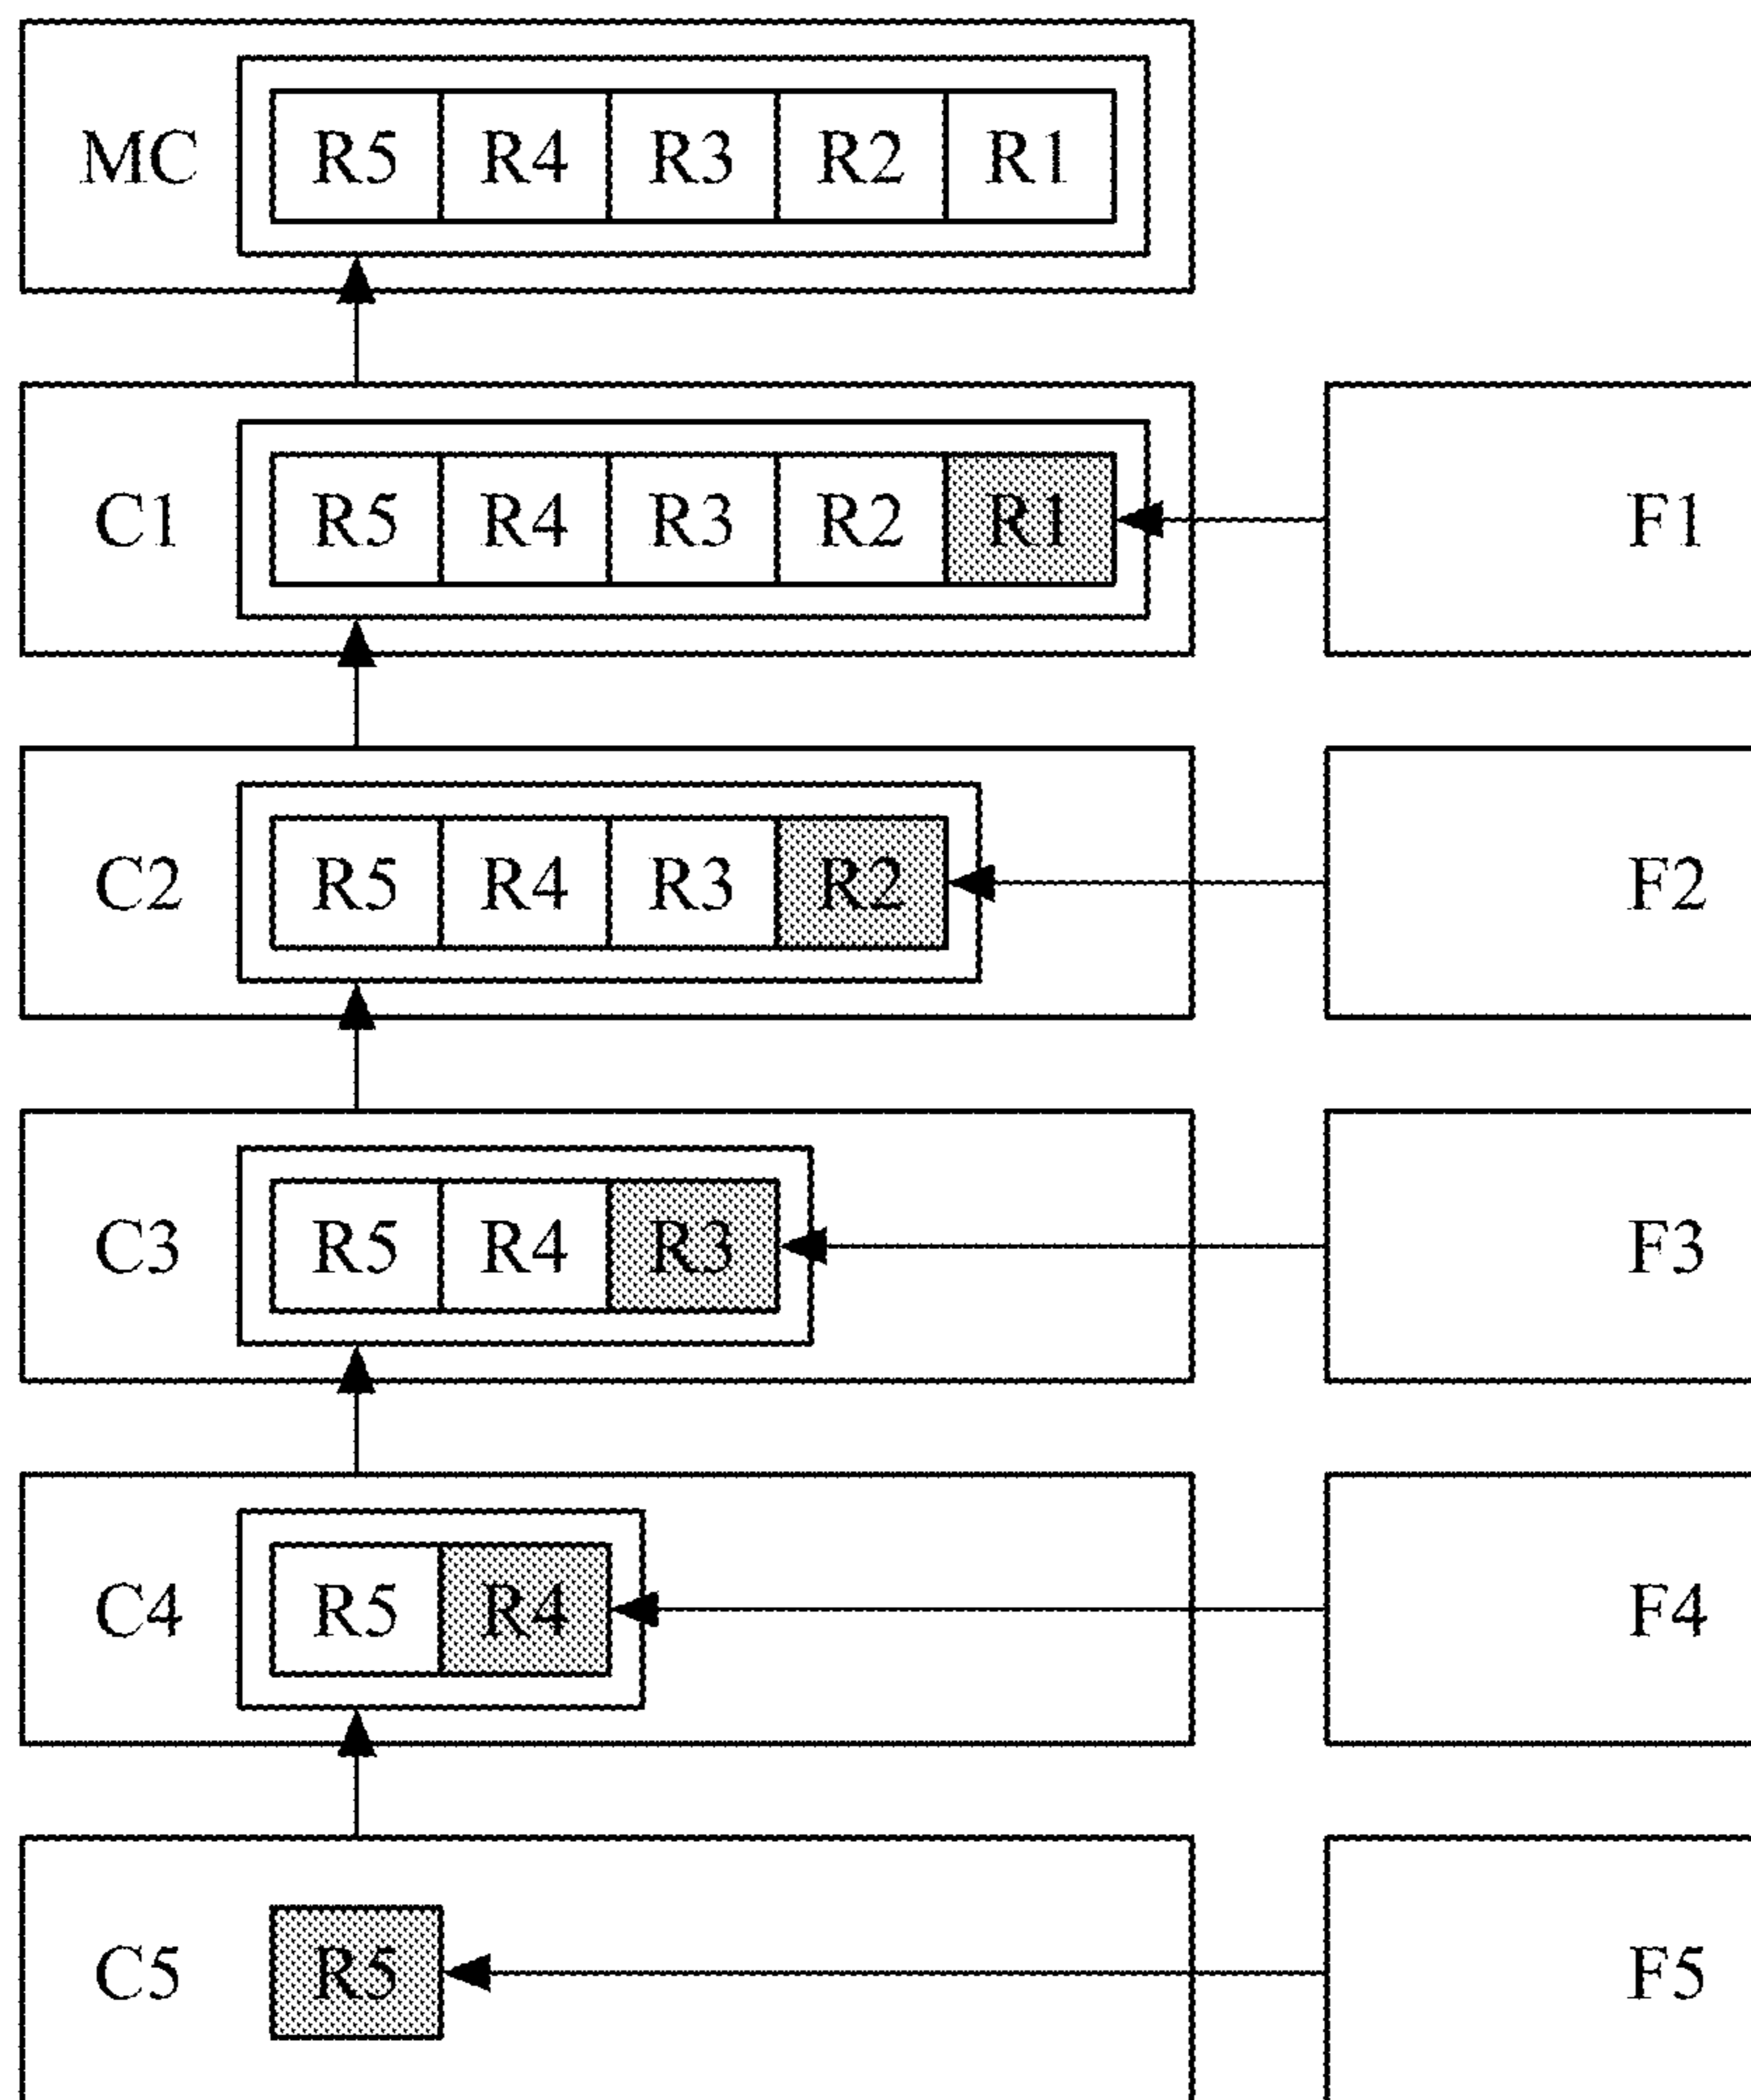 MC R5 R4 R3 R2 R1
C1 R5 R4 R3 R2 R1 F1
C2 R5 R4 R3 R2 F2
C3 R5 R4 R3 F3
C4 R5 R4 F4
C5 R5 F5